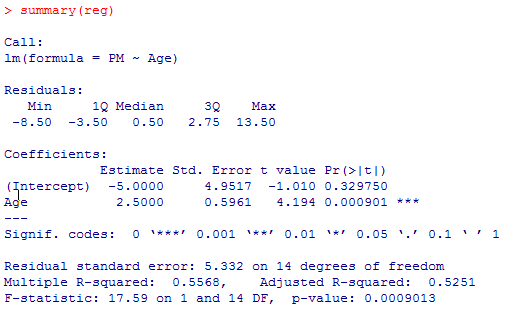 > summary(reg)
Call:
lm(formula = PM ~ Age)
Residuals:
   Min     1Q Median     3Q    Max
 -8.50  -3.50   0.50   2.75  13.50
Coefficients:
            Estimate Std. Error t value Pr(>|t|)
(Intercept)  -5.0000     4.9517  -1.010 0.329750
Age           2.5000     0.5961   4.194 0.000901 ***
---
Signif. codes:  0 ‘***’ 0.001 ‘**’ 0.01 ‘*’ 0.05 ‘.’ 0.1 ‘ ’ 1
Residual standard error: 5.332 on 14 degrees of freedom
Multiple R-squared:  0.5568,    Adjusted R-squared:  0.5251
F-statistic: 17.59 on 1 and 14 DF,  p-value: 0.0009013